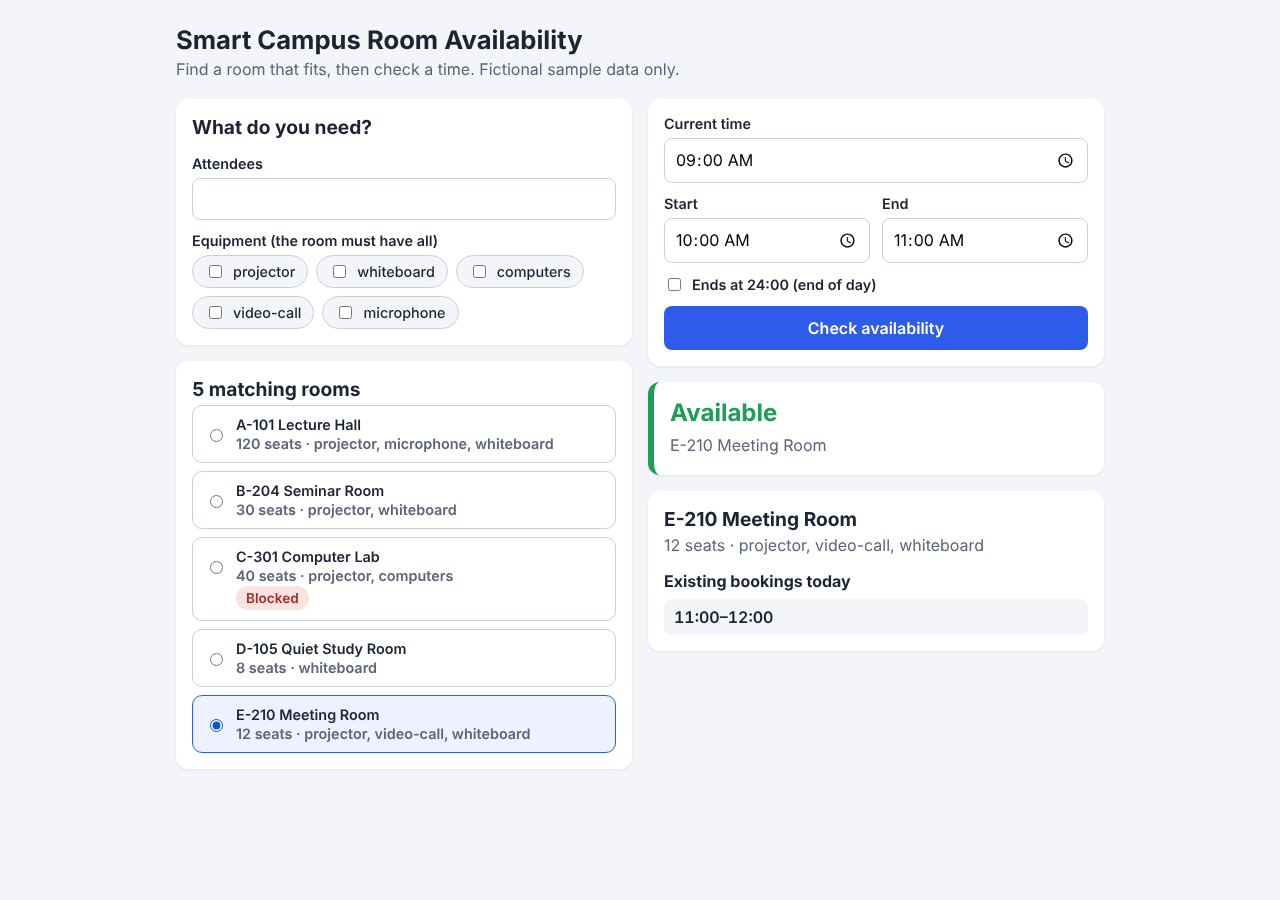 Smart Campus Room Availability
Find a room that fits, then check a time. Fictional sample data only.
What do you need?
Attendees
Equipment (the room must have all)
projector
whiteboard
computers
video-call
microphone
5 matching rooms
A-101 Lecture Hall
120 seats · projector, microphone, whiteboard
B-204 Seminar Room
30 seats · projector, whiteboard
C-301 Computer Lab
40 seats · projector, computers
Blocked
D-105 Quiet Study Room
8 seats · whiteboard
E-210 Meeting Room
12 seats · projector, video-call, whiteboard
Current time
09:00 AM
Start
End
10:00 AM
11:00 AM
Ends at 24:00 (end of day)
Check availability
Available
E-210 Meeting Room
E-210 Meeting Room
12 seats · projector, video-call, whiteboard
Existing bookings today
11:00–12:00